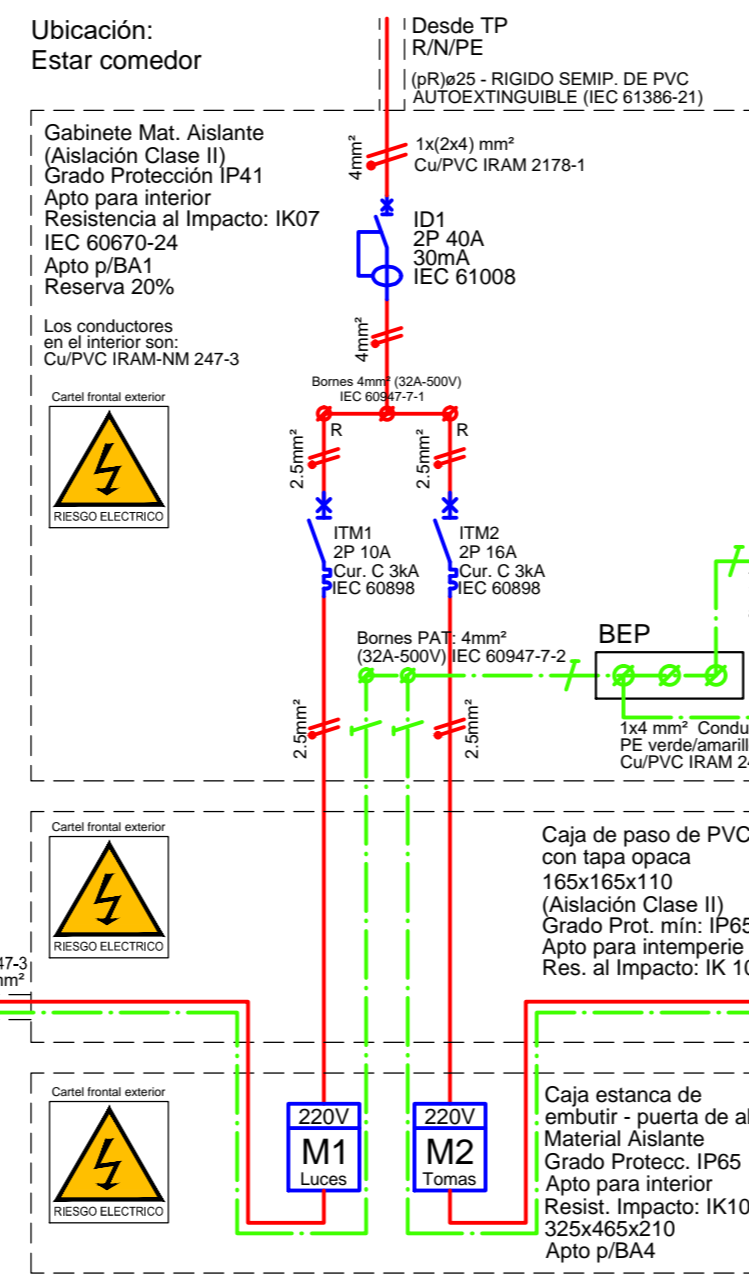 Ubicación:
Estar comedor
Desde TP
R/N/PE
(pR)ø25 - RIGIDO SEMIP. DE PVC
AUTOEXTINGUIBLE (IEC 61386-21)
Gabinete Mat. Aislante
(Aislación Clase II)
Grado Protección IP41
Apto para interior
Resistencia al Impacto: IK07
IEC 60670-24
Apto p/BA1
Reserva 20%
Los conductores
en el interior son:
Cu/PVC IRAM-NM 247-3
4mm²
1x(2x4) mm²
Cu/PVC IRAM 2178-1
ID1
2P 40A
30mA
IEC 61008
4mm²
Bornes 4mm² (32A-500V)
IEC 60947-7-1
Cartel frontal exterior
RIESGO ELECTRICO
R
R
2.5mm²
2.5mm²
ITM1
2P 10A
Cur. C 3kA
IEC 60898
ITM2
2P 16A
Cur. C 3kA
IEC 60898
Bornes PAT: 4mm²
(32A-500V) IEC 60947-7-2
BEP
2.5mm²
2.5mm²
1x4 mm² Condu
PE verde/amarill
Cu/PVC IRAM 24
Cartel frontal exterior
RIESGO ELECTRICO
Caja de paso de PVC
con tapa opaca
165x165x110
(Aislación Clase II)
Grado Prot. mín: IP65
Apto para intemperie
Res. al Impacto: IK 10
47-3
mm²
Cartel frontal exterior
RIESGO ELECTRICO
220V
M1
Luces
220V
M2
Tomas
Caja estanca de
embutir - puerta de al
Material Aislante
Grado Protecc. IP65
Apto para interior
Resist. Impacto: IK10
325x465x210
Apto p/BA4